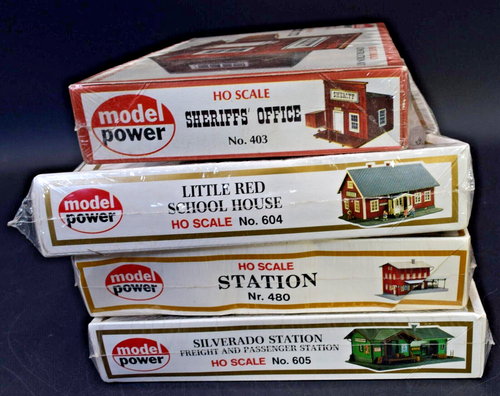 HO SCALE
model
power
SHERIFFS' OFFICE
No. 403
SHERIFF
LITTLE RED
SCHOOL HOUSE
model
power
HO SCALE No. 604
HO SCALE
model
power
STATION
Nr. 480
SILVERADO STATION
model
power
FREIGHT AND PASSENGER STATION
HO SCALE No. 605